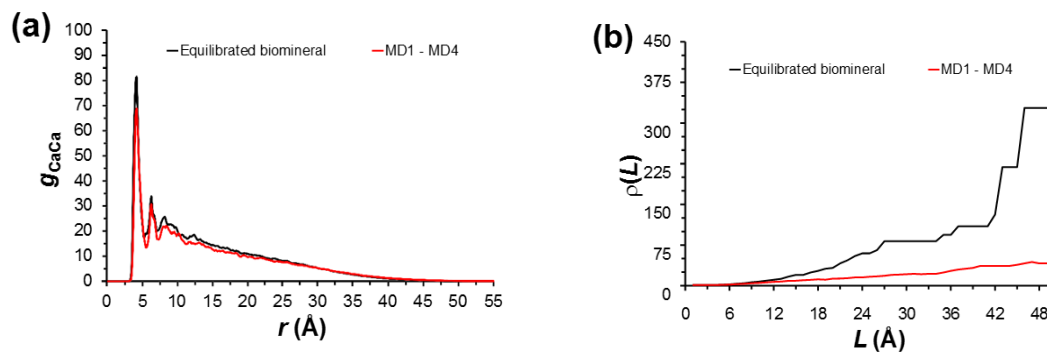 (a)
Equilibrated biomineral
MD1 - MD4
100
90
80
70
60
50
40
30
20
10
0
gCaCa
0 5 10 15 20 25 30 35 40 45 50 55
r (Å)
(b)
450
375
300
225
150
75
0
ρ(L)
Equilibrated biomineral
MD1 - MD4
0 6 12 18 24 30 36 42 48
L (Å)